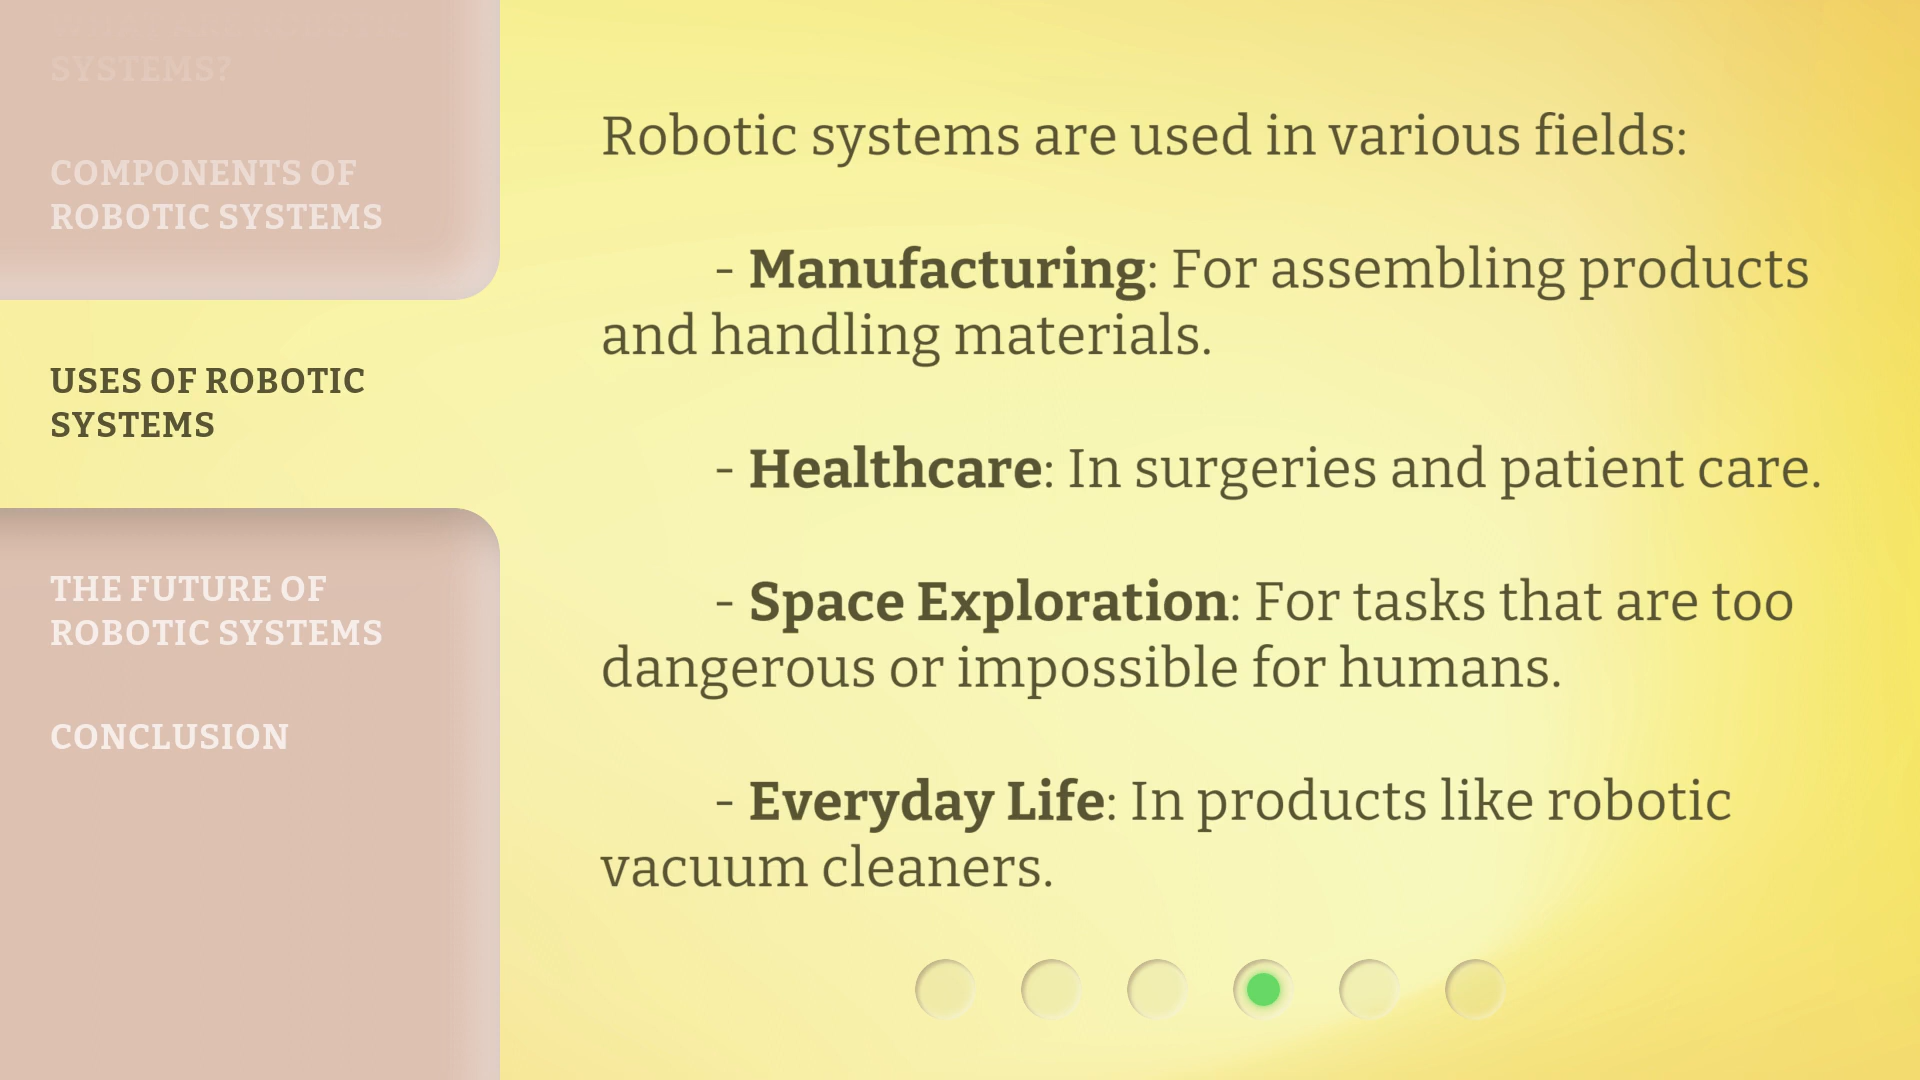 SYSTEMS?
COMPONENTS OF
ROBOTIC SYSTEMS
USES OF ROBOTIC
SYSTEMS
THE FUTURE OF
ROBOTIC SYSTEMS
CONCLUSION
Robotic systems are used in various fields:
- Manufacturing: For assembling products
and handling materials.
- Healthcare: In surgeries and patient care.
- Space Exploration: For tasks that are too
dangerous or impossible for humans.
- Everyday Life: In products like robotic
vacuum cleaners.